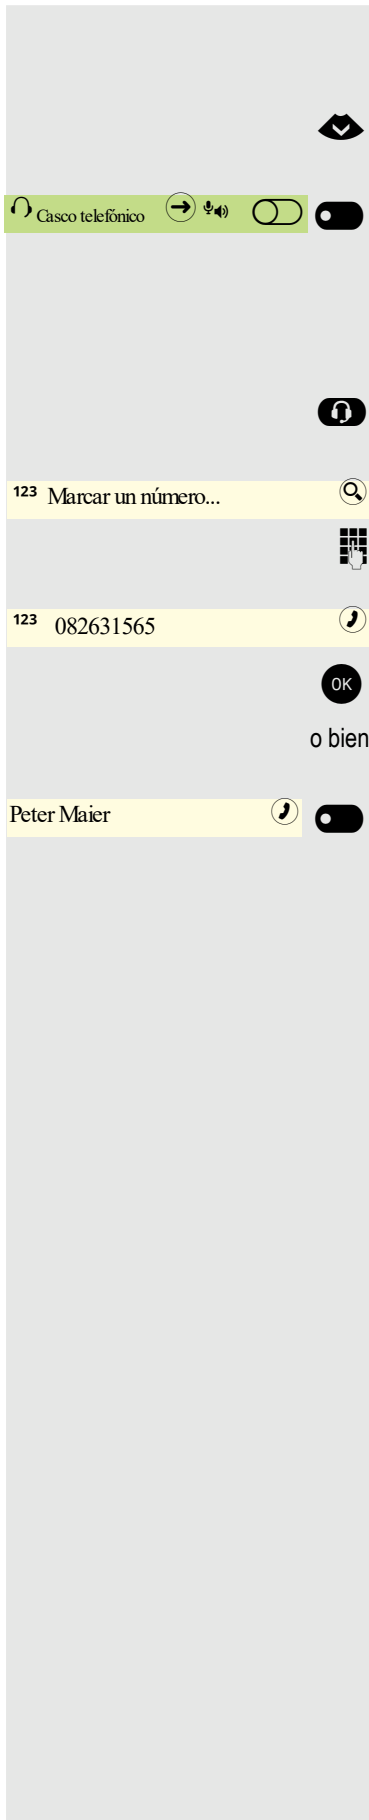 Casco telefónico
123 Marcar un número...
123 082631565
OK
o bien
Peter Maier